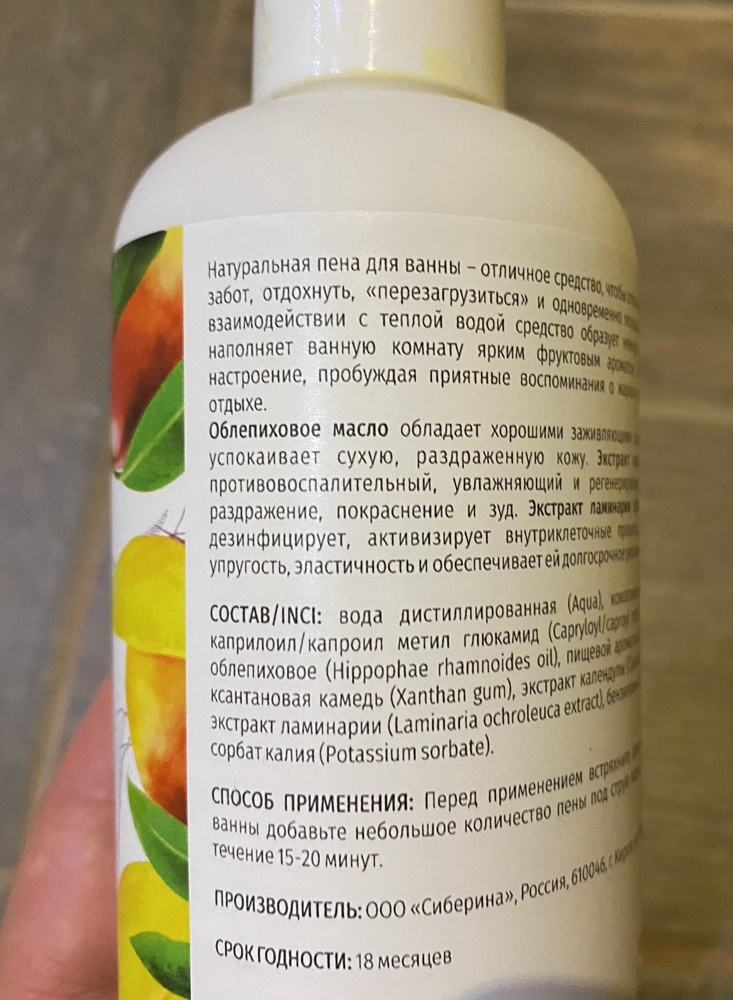 Натуральная пена для ванны – отличное средство, чтобы
забот, отдохнуть, «перезагрузиться» и одновременно
взаимодействии с теплой водой средство образует
наполняет ванную комнату ярким фруктовым
настроение, пробуждая приятные воспоминания о
отдыхе.
Облепиховое масло обладает хорошими заживляющими
успокаивает сухую, раздраженную кожу. Экстракт
противовоспалительный, увлажняющий и
раздражение, покраснение и зуд. Экстракт ламинарии
дезинфицирует, активизирует внутриклеточные
упругость, эластичность и обеспечивает ей долгосрочное
СОСТАВ/INCI: вода дистиллированная (Aqua),
каприлоил/капроил метил глюкамид (Capryloyl/caproyl
облепиховое (Hippophae rhamnoides oil), пищевой
ксантановая камедь (Xanthan gum), экстракт календулы
экстракт ламинарии (Laminaria ochroleuca extract),
сорбат калия (Potassium sorbate).
СПОСОБ ПРИМЕНЕНИЯ: Перед применением встряхните
ванны добавьте небольшое количество пены под струю
течение 15-20 минут.
ПРОИЗВОДИТЕЛЬ: ООО «Сиберина», Россия, 610046, г. Киров,
СРОК ГОДНОСТИ: 18 месяцев